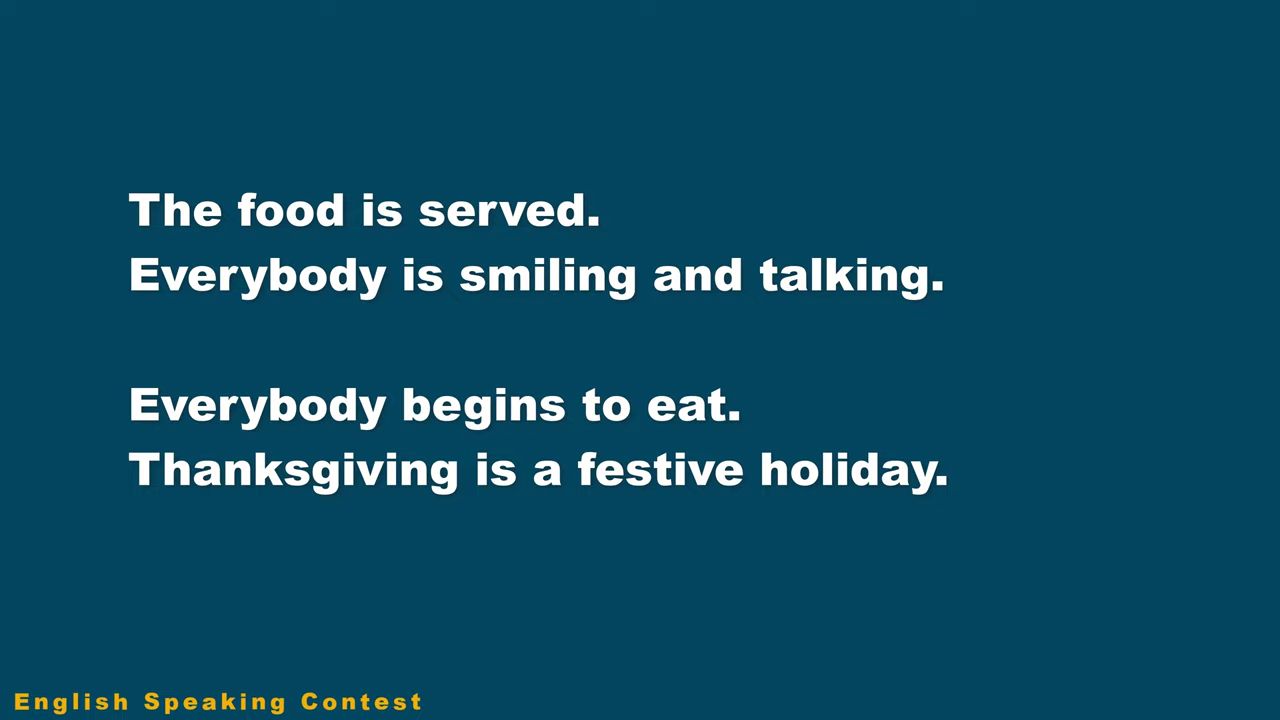 The food is served.
Everybody is smiling and talking.
Everybody begins to eat.
Thanksgiving is a festive holiday.
English Speaking Contest